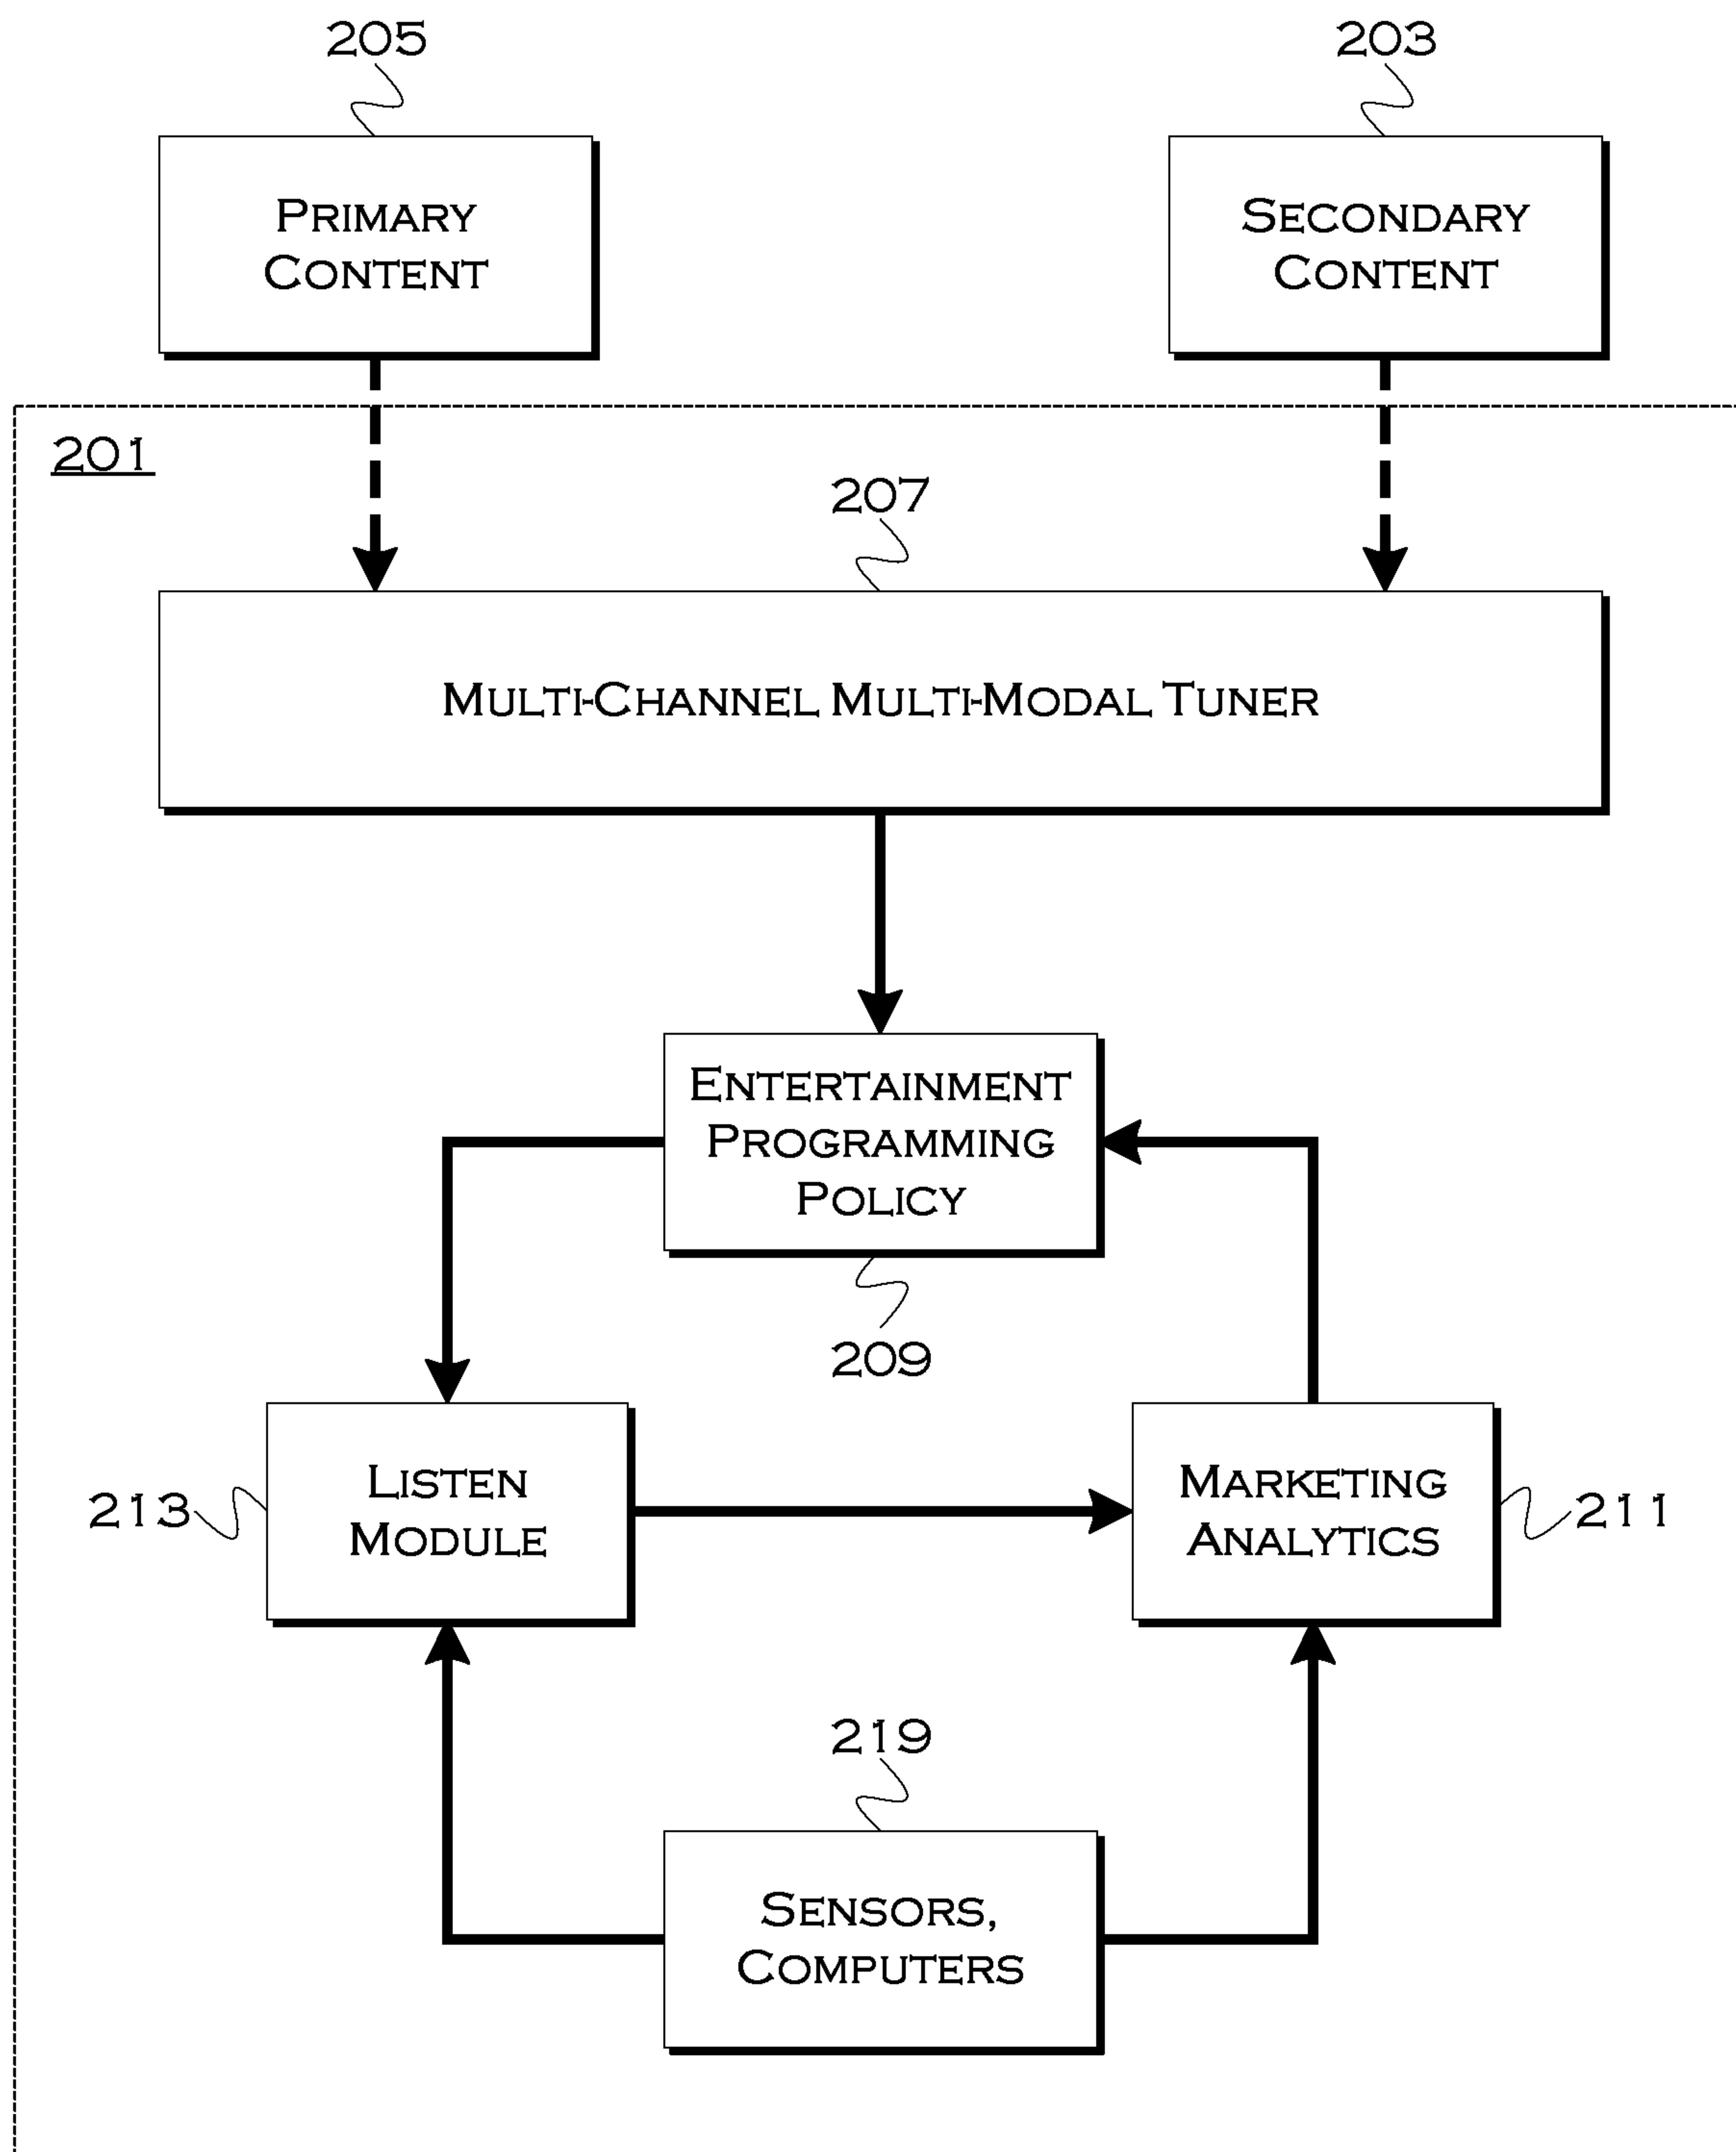 205
203
Primary
Content
Secondary
Content
201
207
Multi-Channel Multi-Modal Tuner
Entertainment
Programming
Policy
209
Listen
Module
213
Marketing
Analytics
211
219
Sensors,
Computers